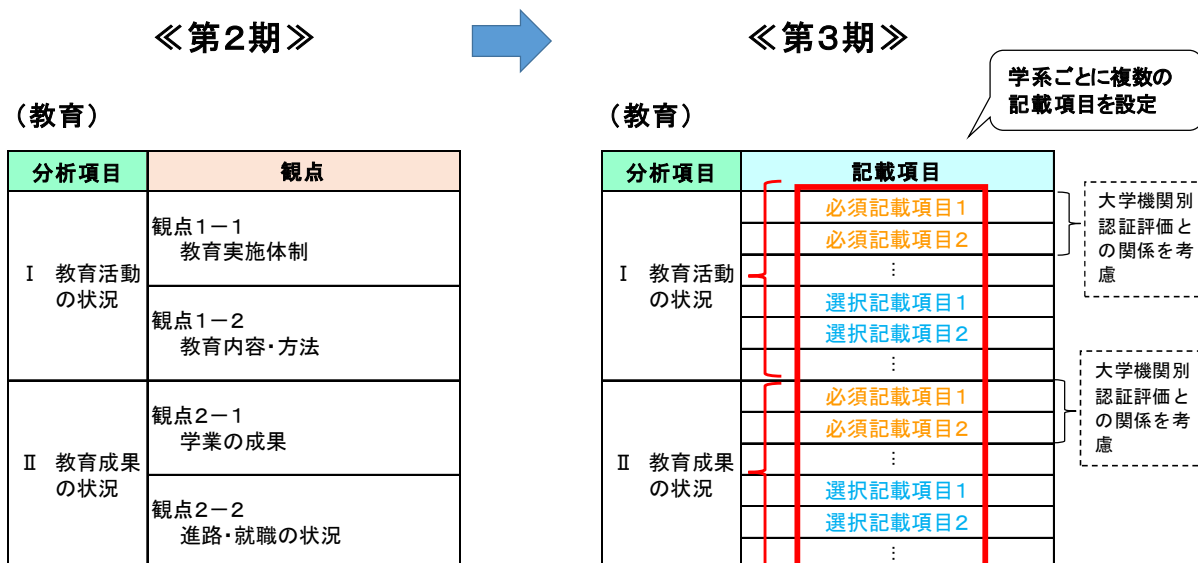 ≪第2期≫
≪第3期≫
学系ごとに複数の
記載項目を設定
(教育)
分析項目
観点
Ⅰ 教育活動
の状況
観点1-1
教育実施体制
観点1-2
教育内容・方法
Ⅱ 教育成果
の状況
観点2-1
学業の成果
観点2-2
進路・就職の状況
(教育)
分析項目
記載項目
Ⅰ 教育活動
の状況
必須記載項目1
必須記載項目2
⋮
選択記載項目1
選択記載項目2
⋮
大学機関別
認証評価と
の関係を考
慮
Ⅱ 教育成果
の状況
必須記載項目1
必須記載項目2
⋮
選択記載項目1
選択記載項目2
⋮
大学機関別
認証評価と
の関係を考
慮